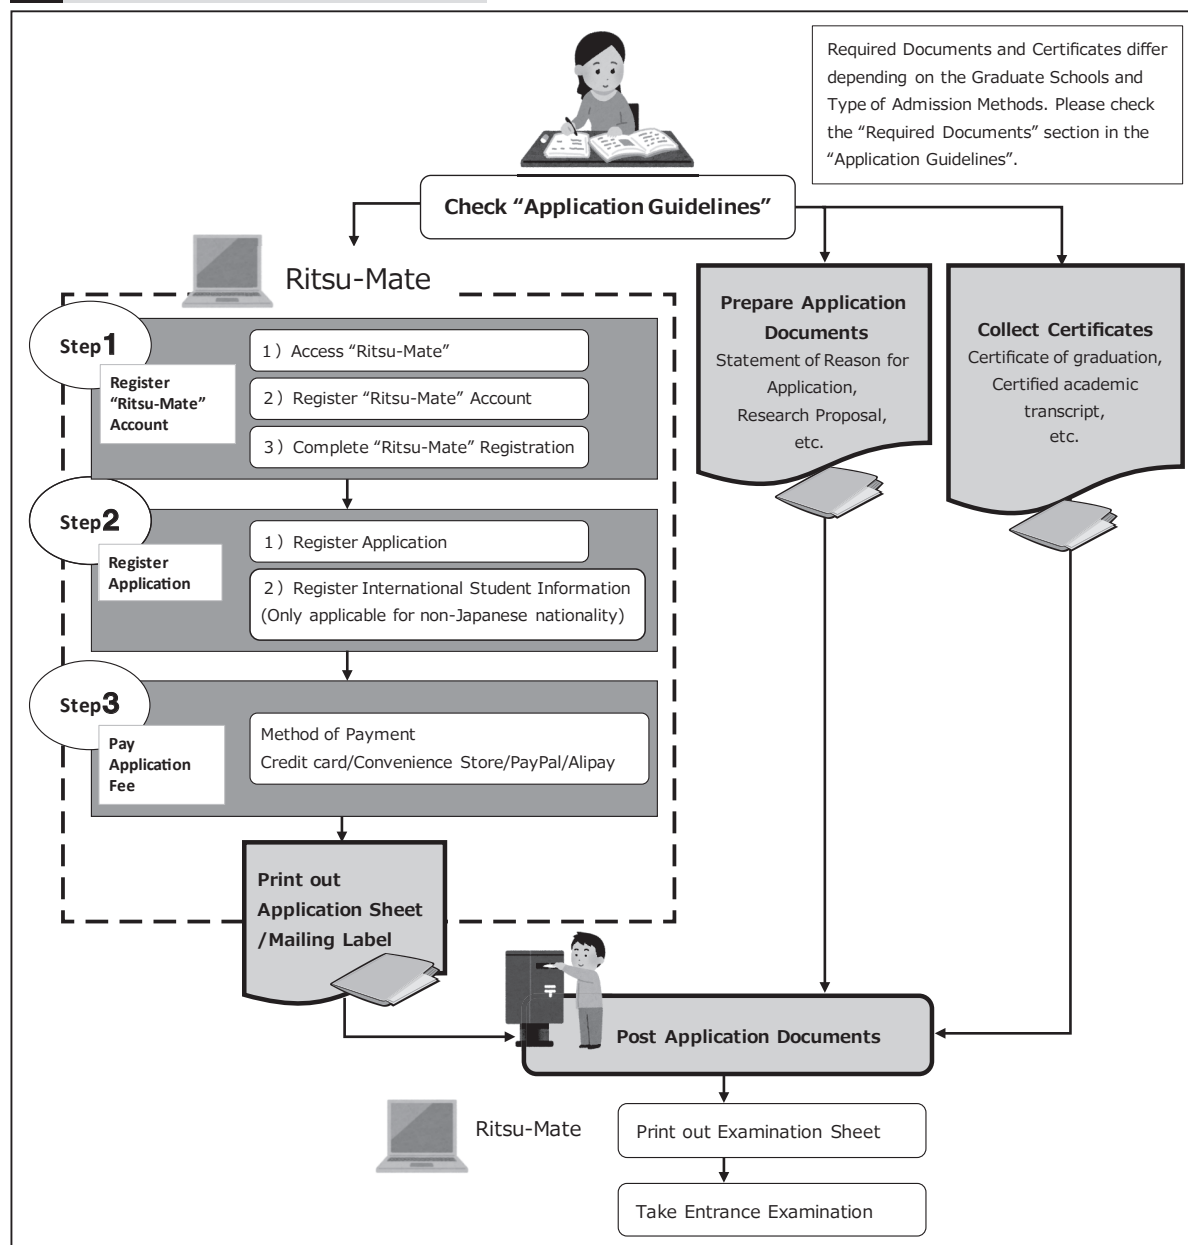 Required Documents and Certificates differ
depending on the Graduate Schools and
Type of Admission Methods. Please check
the “Required Documents” section in the
“Application Guidelines”.
Check “Application Guidelines”
Ritsu-Mate
Step1
Register
“Ritsu-Mate”
Account
1）Access “Ritsu-Mate”
2）Register “Ritsu-Mate” Account
3）Complete “Ritsu-Mate” Registration
Step2
Register
Application
1）Register Application
2）Register International Student Information
(Only applicable for non-Japanese nationality)
Step3
Pay
Application
Fee
Method of Payment
Credit card/Convenience Store/PayPal/Alipay
Print out
Application Sheet
/Mailing Label
Prepare Application
Documents
Statement of Reason for
Application,
Research Proposal,
etc.
Collect Certificates
Certificate of graduation,
Certified academic
transcript,
etc.
〒
Post Application Documents
Ritsu-Mate
Print out Examination Sheet
Take Entrance Examination